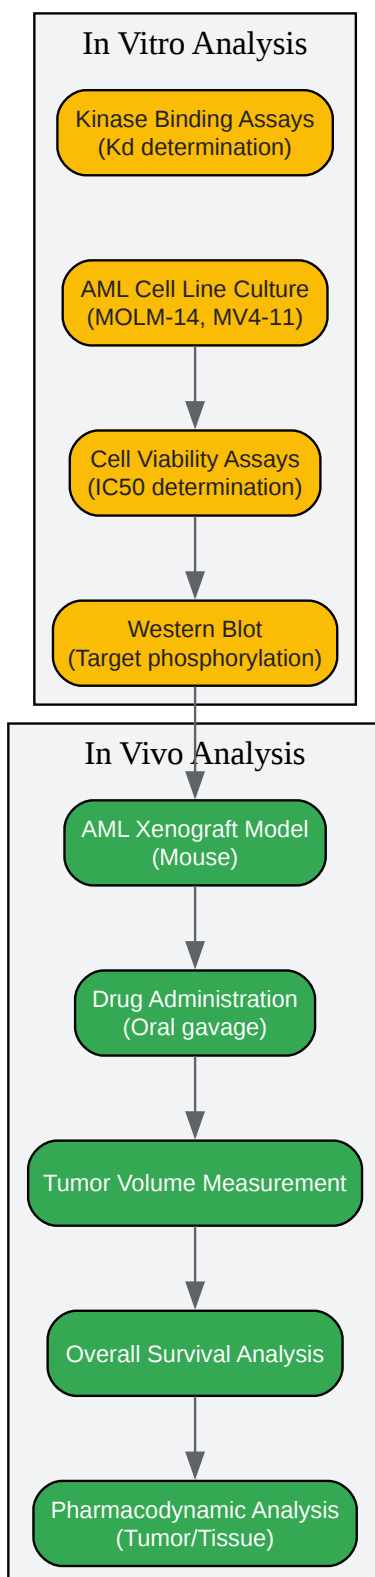 In Vitro Analysis
Kinase Binding Assays
(Kd determination)
AML Cell Line Culture
(MOLM-14, MV4-11)
Cell Viability Assays
(IC50 determination)
Western Blot
(Target phosphorylation)
In Vivo Analysis
AML Xenograft Model
(Mouse)
Drug Administration
(Oral gavage)
Tumor Volume Measurement
Overall Survival Analysis
Pharmacodynamic Analysis
(Tumor/Tissue)